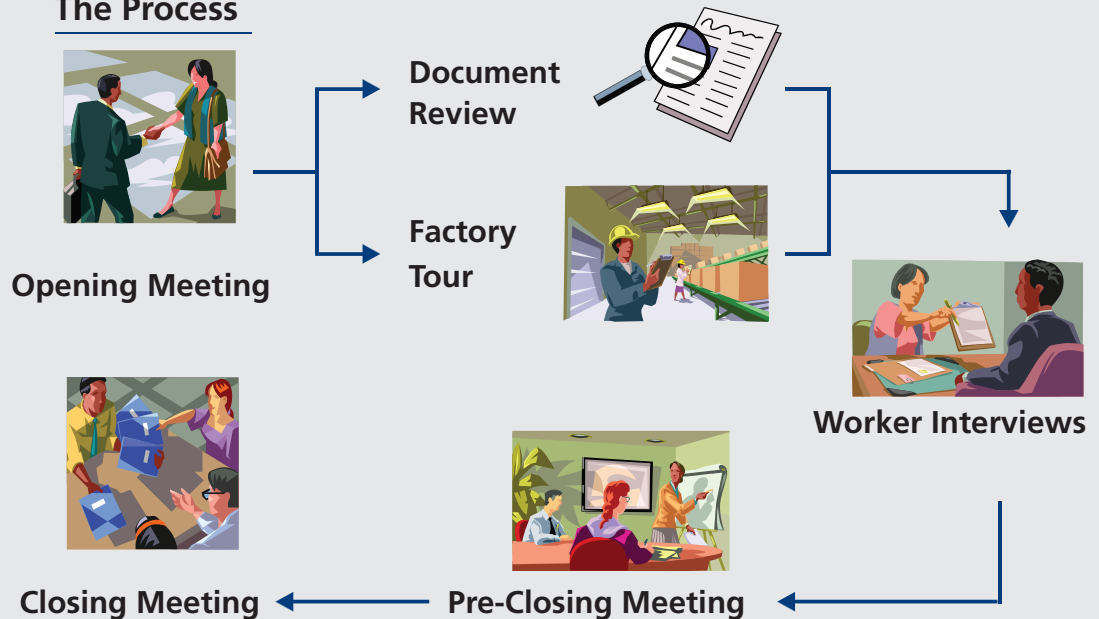 The Process
Document
Review
Factory
Tour
Opening Meeting
Worker Interviews
Closing Meeting
Pre-Closing Meeting